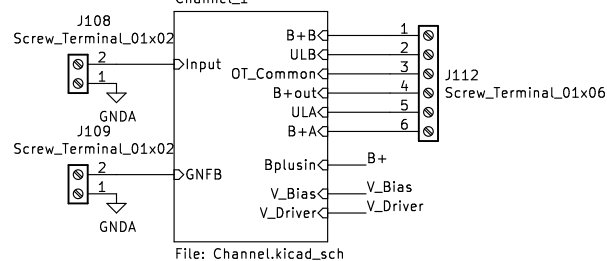 Channel_1
J108
Screw_Terminal_01x02
2
1
GNDA
Input
J109
Screw_Terminal_01x02
2
1
GNDA
GNFB
B+B 1
ULB 2
OT_Common 3
B+out 4
ULA 5
B+A 6
J112
Screw_Terminal_01x06
Bplusin B+
V_Bias V_Bias
V_Driver V_Driver
File: Channel.kicad_sch